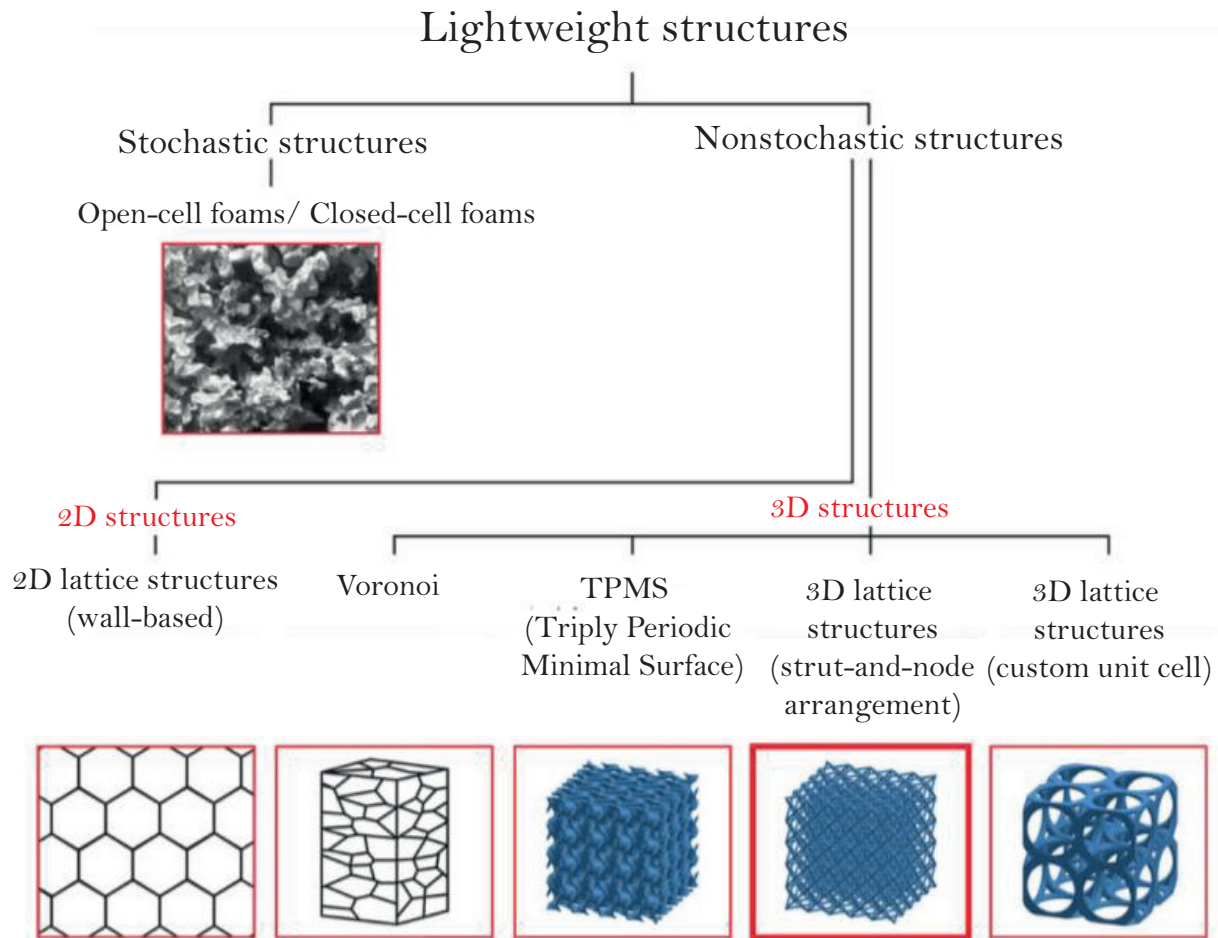 Lightweight structures
Stochastic structures
Nonstochastic structures
Open-cell foams/ Closed-cell foams
2D structures
3D structures
2D lattice structures
(wall-based)
Voronoi
TPMS
(Triply Periodic
Minimal Surface)
3D lattice
structures
(strut-and-node
arrangement)
3D lattice
structures
(custom unit cell)